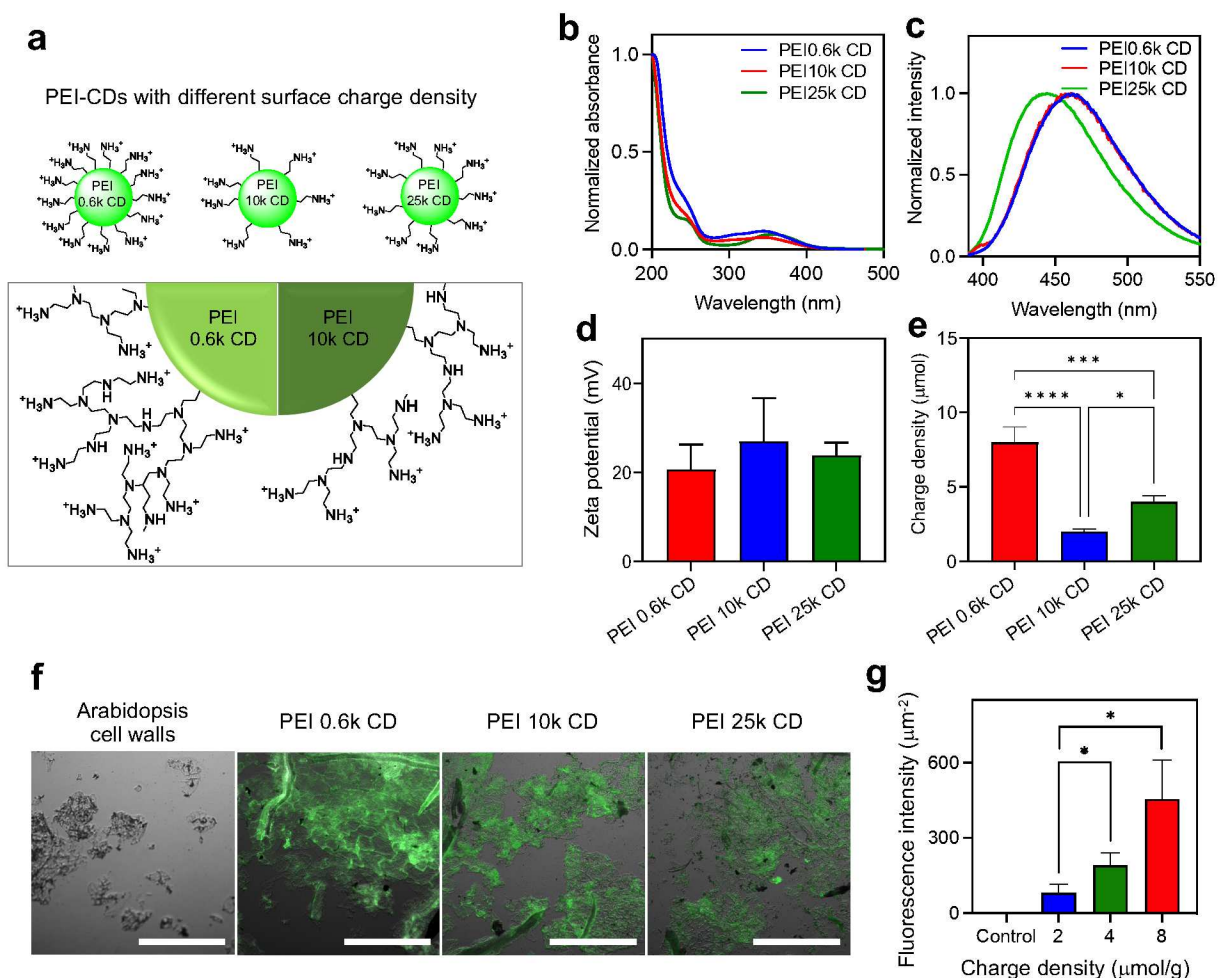 a
PEI-CDs with different surface charge density
PEI
0.6k CD
PEI
10k CD
PEI
25k CD
PEI
0.6k CD
PEI
10k CD
b
PEI0.6k CD
PEI10k CD
PEI25k CD
Normalized absorbance
1.0
0.5
0.0
200 300 400 500
Wavelength (nm)
c
PEI0.6k CD
PEI10k CD
PEI25k CD
Normalized intensity
1.0
0.5
0.0
400 450 500 550
Wavelength (nm)
d
Zeta potential (mV)
40
20
0
PEI 0.6k CD
PEI 10k CD
PEI 25k CD
e
Charge density (μmol)
15
10
5
0
***
**** *
PEI 0.6k CD
PEI 10k CD
PEI 25k CD
f
Arabidopsis
cell walls
PEI 0.6k CD
PEI 10k CD
PEI 25k CD
g
Fluorescence intensity (μm⁻²)
600
300
0
*
*
Control 2 4 8
Charge density (μmol/g)